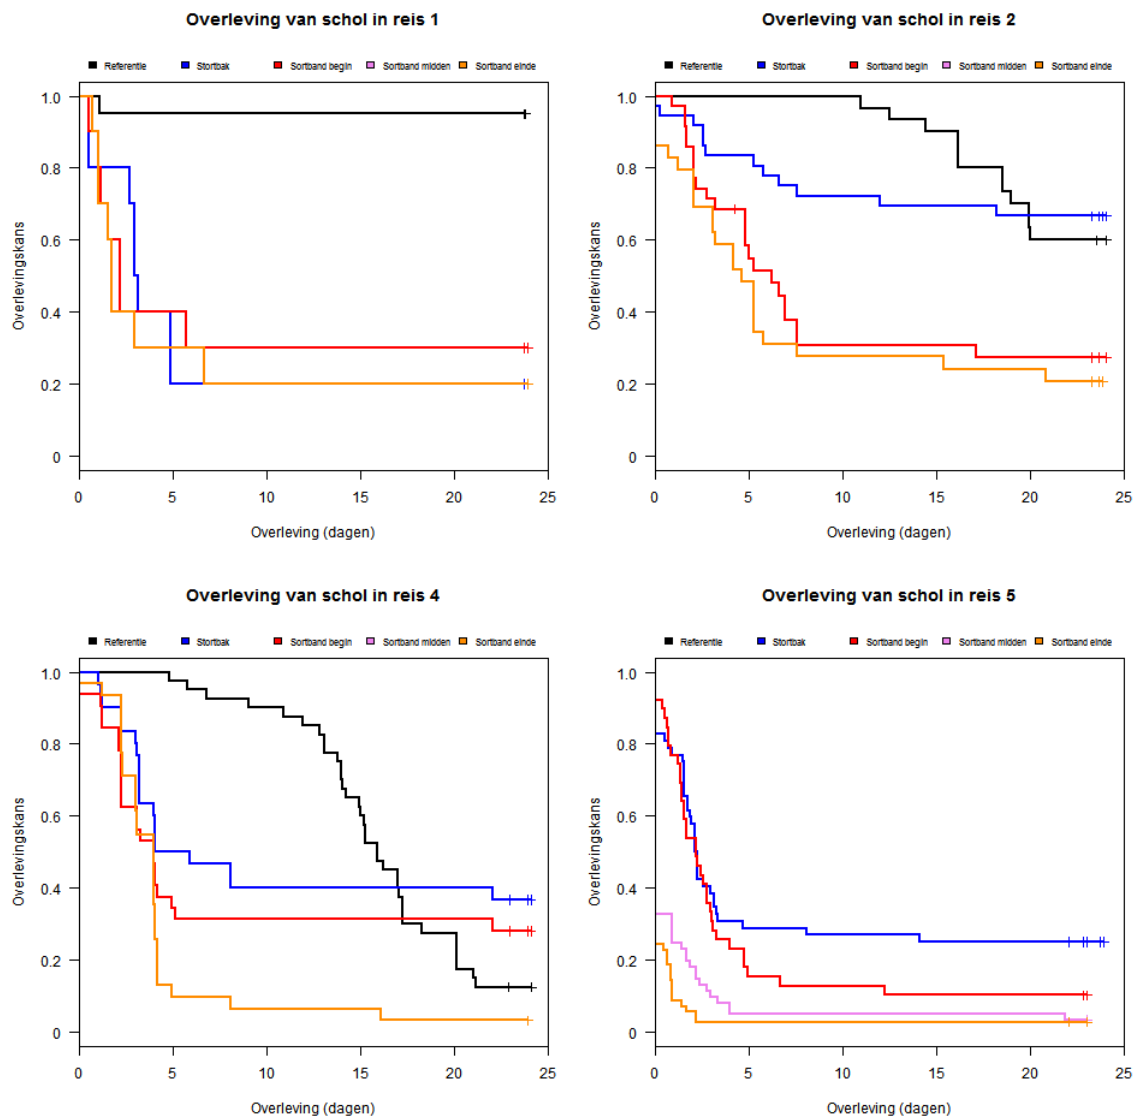 Overleving van schol in reis 1
Referentie Stortbak Sortband begin Sortband midden Sortband einde
1.0
0.8
0.6
0.4
0.2
0
Overlevingskans
0 5 10 15 20 25
Overleving (dagen)
Overleving van schol in reis 2
Referentie Stortbak Sortband begin Sortband midden Sortband einde
1.0
0.8
0.6
0.4
0.2
0
Overlevingskans
0 5 10 15 20 25
Overleving (dagen)
Overleving van schol in reis 4
Referentie Stortbak Sortband begin Sortband midden Sortband einde
1.0
0.8
0.6
0.4
0.2
0
Overlevingskans
0 5 10 15 20 25
Overleving (dagen)
Overleving van schol in reis 5
Referentie Stortbak Sortband begin Sortband midden Sortband einde
1.0
0.8
0.6
0.4
0.2
0
Overlevingskans
0 5 10 15 20 25
Overleving (dagen)